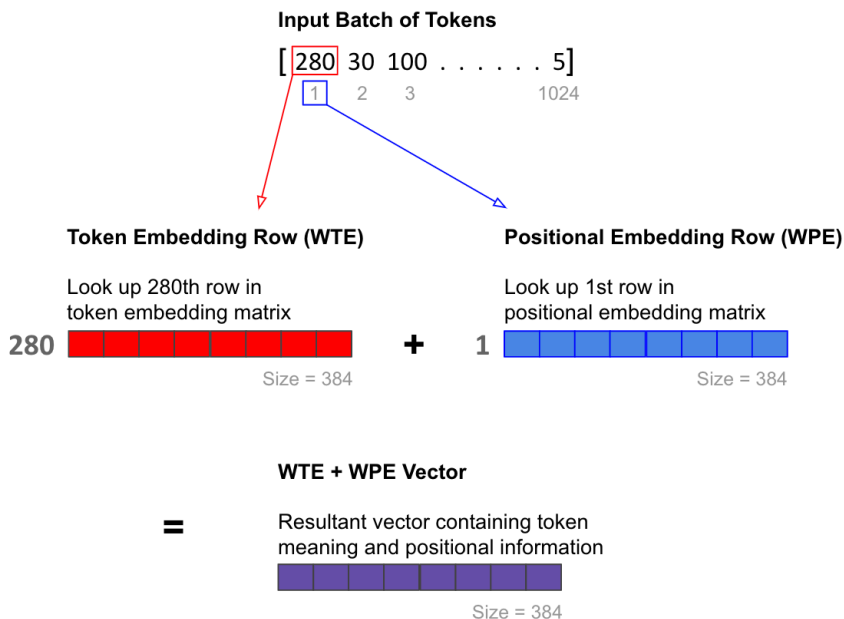 Input Batch of Tokens
[ 280 30 100 . . . . . . 5]
1 2 3 1024
Token Embedding Row (WTE)
Positional Embedding Row (WPE)
Look up 280th row in
token embedding matrix
Look up 1st row in
positional embedding matrix
280
+
1
Size = 384
Size = 384
WTE + WPE Vector
=
Resultant vector containing token
meaning and positional information
Size = 384